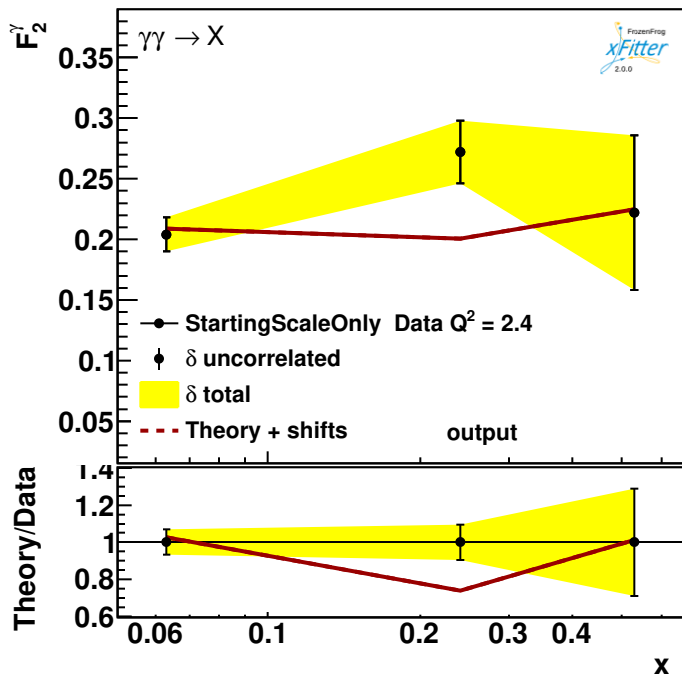 F₂^γ
γγ → X
FrozenFrog
xFitter
2.0.0
0.35
0.3
0.25
0.2
0.15
0.1
0.05
StartingScaleOnly Data Q² = 2.4
δ uncorrelated
δ total
Theory + shifts
output
Theory/Data
1.4
1.2
1
0.8
0.6
0.06
0.1
0.2
0.3
0.4
x